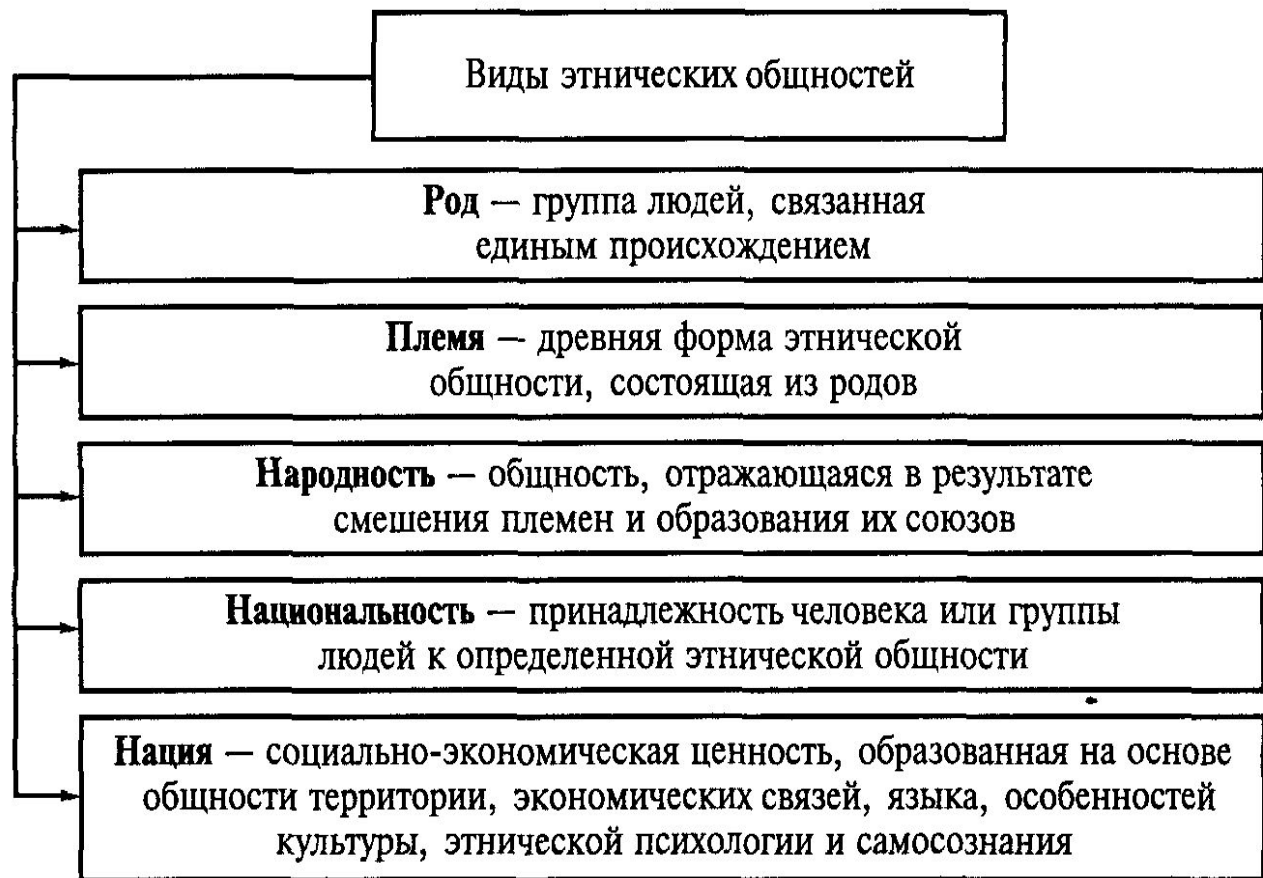 Виды этнических общностей
Род — группа людей, связанная
единым происхождением
Племя — древняя форма этнической
общности, состоящая из родов
Народность — общность, отражающаяся в результате
смешения племен и образования их союзов
Национальность — принадлежность человека или группы
людей к определенной этнической общности
Нация — социально-экономическая ценность, образованная на основе
общности территории, экономических связей, языка, особенностей
культуры, этнической психологии и самосознания